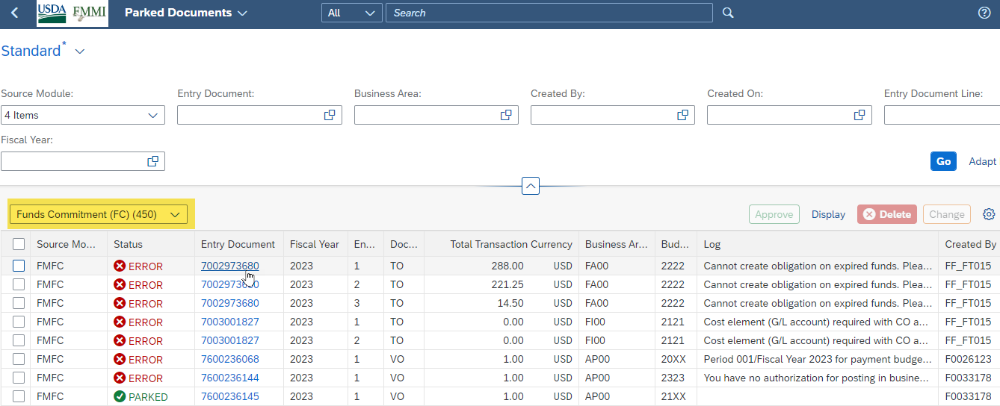 USDA FMMI Parked Documents All Search
Standard*
Source Module: Entry Document: Business Area: Created By: Created On: Entry Document Line:
4 Items
Fiscal Year:
Go Adapt
Funds Commitment (FC) (450) Approve Display Delete Change
Source Mo... Status Entry Document Fiscal Year En... Doc... Total Transaction Currency Business Ar... Bud... Log Created By
FMFC ERROR 7002973680 2023 1 TO 288.00 USD FA00 2222 Cannot create obligation on expired funds. Plea... FF_FT015
FMFC ERROR 7002973680 2023 2 TO 221.25 USD FA00 2222 Cannot create obligation on expired funds. Plea... FF_FT015
FMFC ERROR 7002973680 2023 3 TO 14.50 USD FA00 2222 Cannot create obligation on expired funds. Plea... FF_FT015
FMFC ERROR 7003001827 2023 1 TO 0.00 USD FI00 2121 Cost element (G/L account) required with CO a... FF_FT015
FMFC ERROR 7003001827 2023 2 TO 0.00 USD FI00 2121 Cost element (G/L account) required with CO a... FF_FT015
FMFC ERROR 7600236068 2023 1 VO 1.00 USD AP00 20XX Period 001/Fiscal Year 2023 for payment budge... F0026123
FMFC ERROR 7600236144 2023 1 VO 1.00 USD AP00 2323 You have no authorization for posting in busine... F0033178
FMFC PARKED 7600236145 2023 1 VO 1.00 USD AP00 21XX F0033178